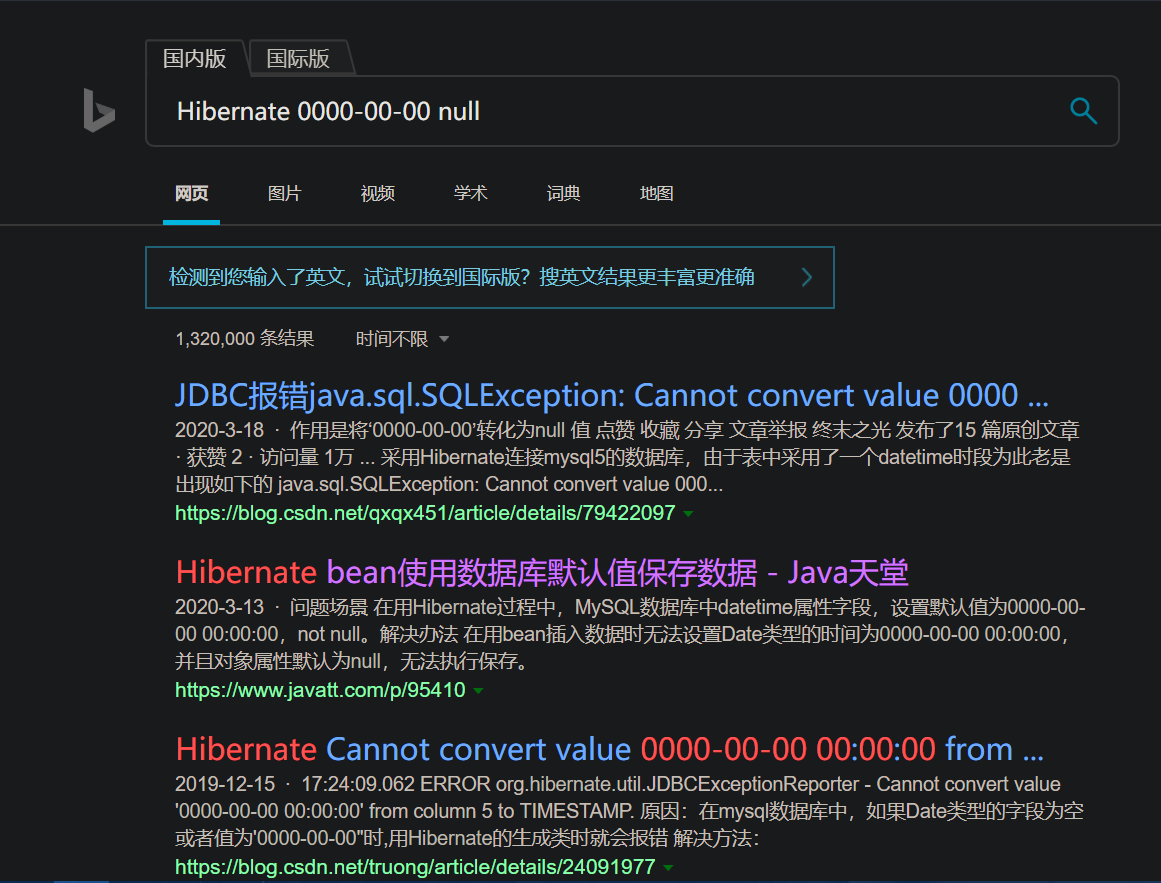 国内版 国际版
Hibernate 0000-00-00 null
网页 图片 视频 学术 词典 地图
检测到您输入了英文，试试切换到国际版？搜英文结果更丰富更准确
1,320,000 条结果 时间不限
JDBC报错java.sql.SQLException: Cannot convert value 0000 ...
2020-3-18 · 作用是将‘0000-00-00’转化为null 值 点赞 收藏 分享 文章举报 终末之光 发布了15 篇原创文章
· 获赞 2 · 访问量 1万 ... 采用Hibernate连接mysql5的数据库，由于表中采用了一个datetime时段为此老是
出现如下的 java.sql.SQLException: Cannot convert value 000...
https://blog.csdn.net/qxqx451/article/details/79422097
Hibernate bean使用数据库默认值保存数据 - Java天堂
2020-3-13 · 问题场景 在用Hibernate过程中，MySQL数据库中datetime属性字段，设置默认值为0000-00-
00 00:00:00，not null。解决办法 在用bean插入数据时无法设置Date类型的时间为0000-00-00 00:00:00，
并且对象属性默认为null，无法执行保存。
https://www.javatt.com/p/95410
Hibernate Cannot convert value 0000-00-00 00:00:00 from ...
2019-12-15 · 17:24:09.062 ERROR org.hibernate.util.JDBCExceptionReporter - Cannot convert value
'0000-00-00 00:00:00' from column 5 to TIMESTAMP. 原因：在mysql数据库中，如果Date类型的字段为空
或者值为'0000-00-00"时,用Hibernate的生成类时就会报错 解决方法：
https://blog.csdn.net/truong/article/details/24091977